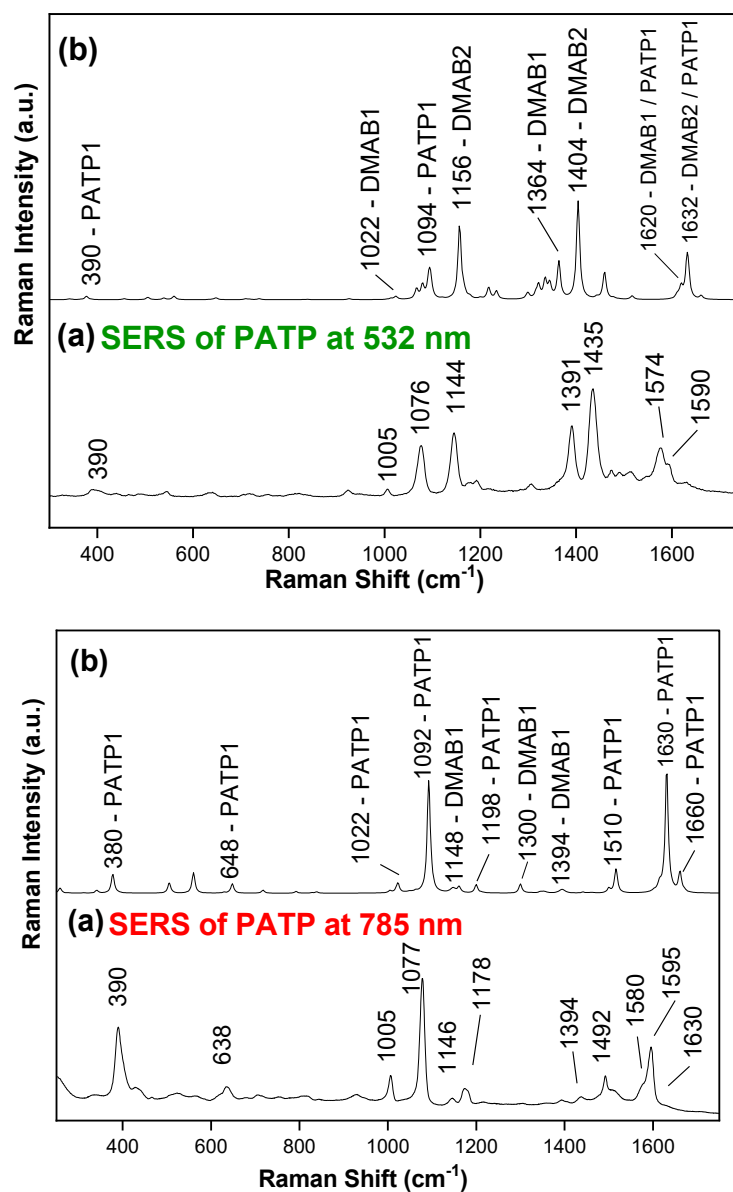 (b)
390 - PATP1
1022 - DMAB1
1094 - PATP1
1156 - DMAB2
1364 - DMAB1
1404 - DMAB2
1620 - DMAB1 / PATP1
1632 - DMAB2 / PATP1
Raman Intensity (a.u.)
(a) SERS of PATP at 532 nm
390
1005
1076
1144
1391
1435
1574
1590
400 600 800 1000 1200 1400 1600
Raman Shift (cm-1)
(b)
380 - PATP1
648 - PATP1
1022 - PATP1
1092 - PATP1
1148 - DMAB1
1198 - PATP1
1300 - DMAB1
1394 - DMAB1
1510 - PATP1
1630 - PATP1
1660 - PATP1
Raman Intensity (a.u.)
(a) SERS of PATP at 785 nm
390
638
1005
1077
1146
1178
1394
1492
1580
1595
1630
400 600 800 1000 1200 1400 1600
Raman Shift (cm-1)